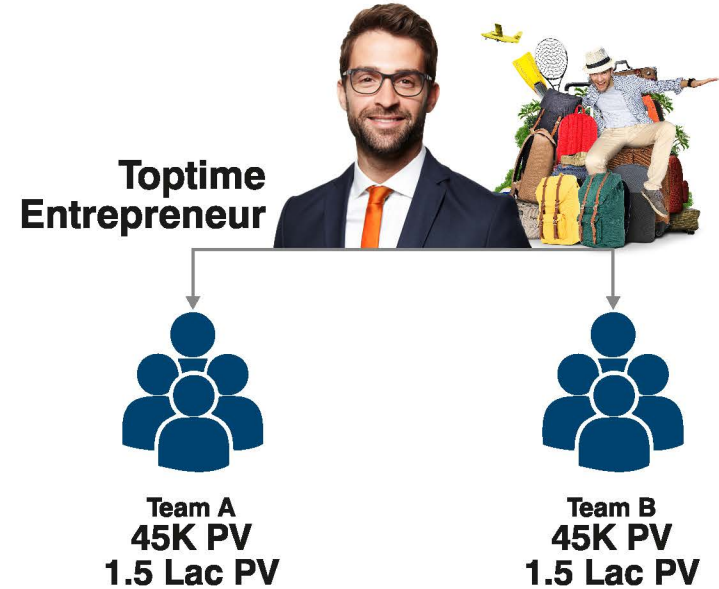 Toptime
Entrepreneur
Team A
45K PV
1.5 Lac PV
Team B
45K PV
1.5 Lac PV